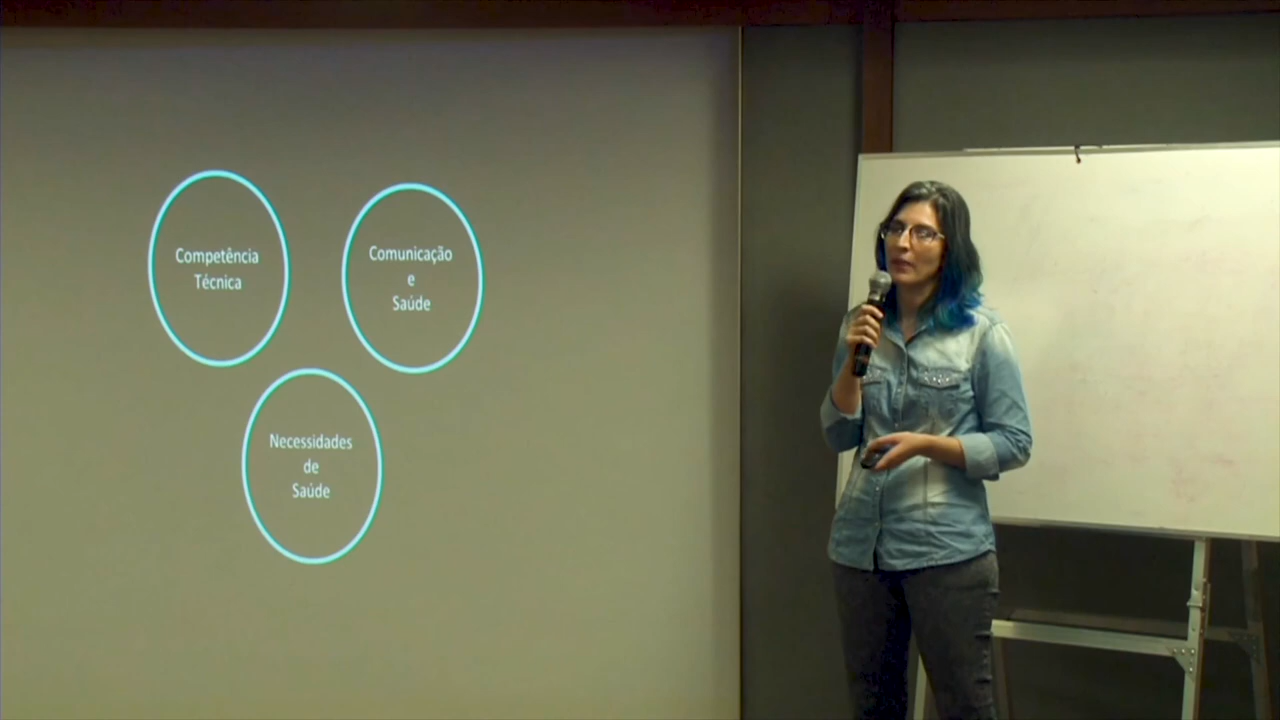 Competência
Técnica
Comunicação
e
Saúde
Necessidades
de
Saúde